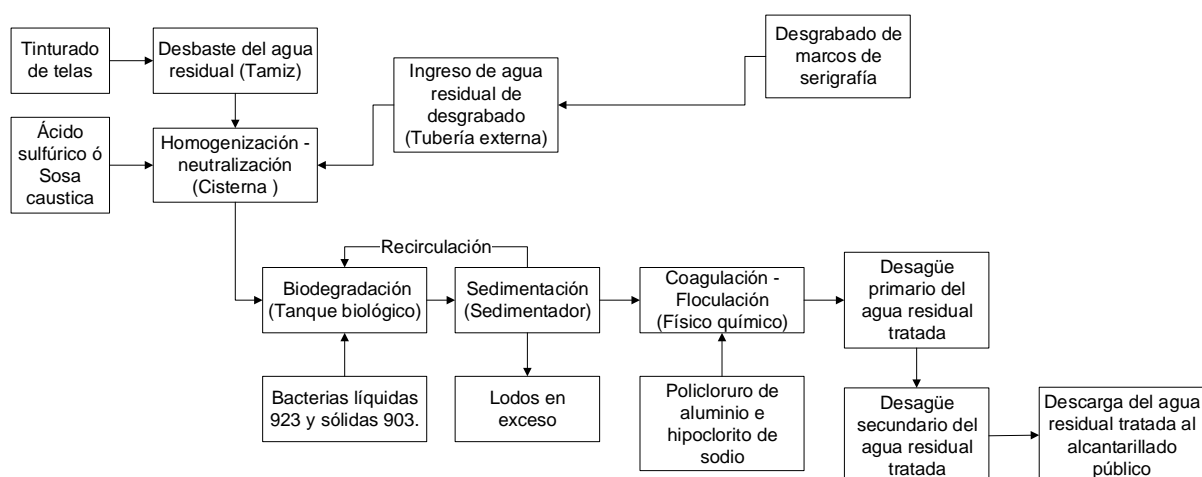 Tinturado
de telas
Desbaste del agua
residual (Tamiz)
Ingreso de agua
residual de
desgrabado
(Tubería externa)
Desgrabado de
marcos de
serigrafía
Ácido
sulfúrico ó
Sosa
caustica
Homogenización -
neutralización
(Cisterna )
Recirculación
Biodegradación
(Tanque biológico)
Sedimentación
(Sedimentador)
Coagulación -
Floculación
(Físico químico)
Desagüe
primario del
agua residual
tratada
Bacterias líquidas
923 y sólidas 903.
Lodos en
exceso
Policloruro de
aluminio e
hipoclorito de
sodio
Desagüe
secundario del
agua residual
tratada
Descarga del agua
residual tratada al
alcantarillado
público